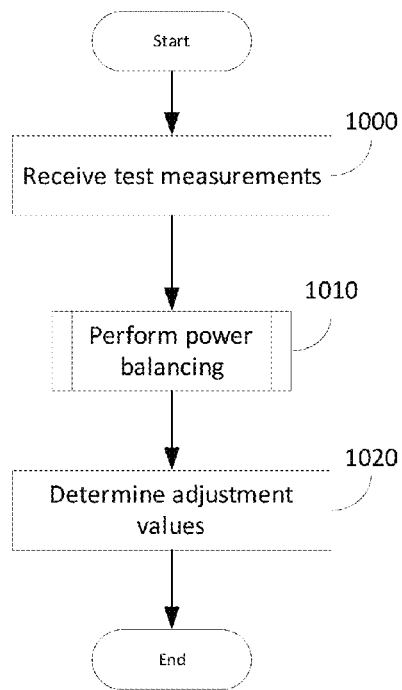 Start
1000
Receive test measurements
1010
Perform power
balancing
1020
Determine adjustment
values
End